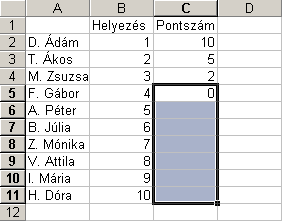 A B C D
1 Helyezés Pontszám
2 D. Ádám 1 10
3 T. Ákos 2 5
4 M. Zsuzsa 3 2
5 F. Gábor 4 0
6 A. Péter 5
7 B. Júlia 6
8 Z. Mónika 7
9 V. Attila 8
10 I. Mária 9
11 H. Dóra 10
12